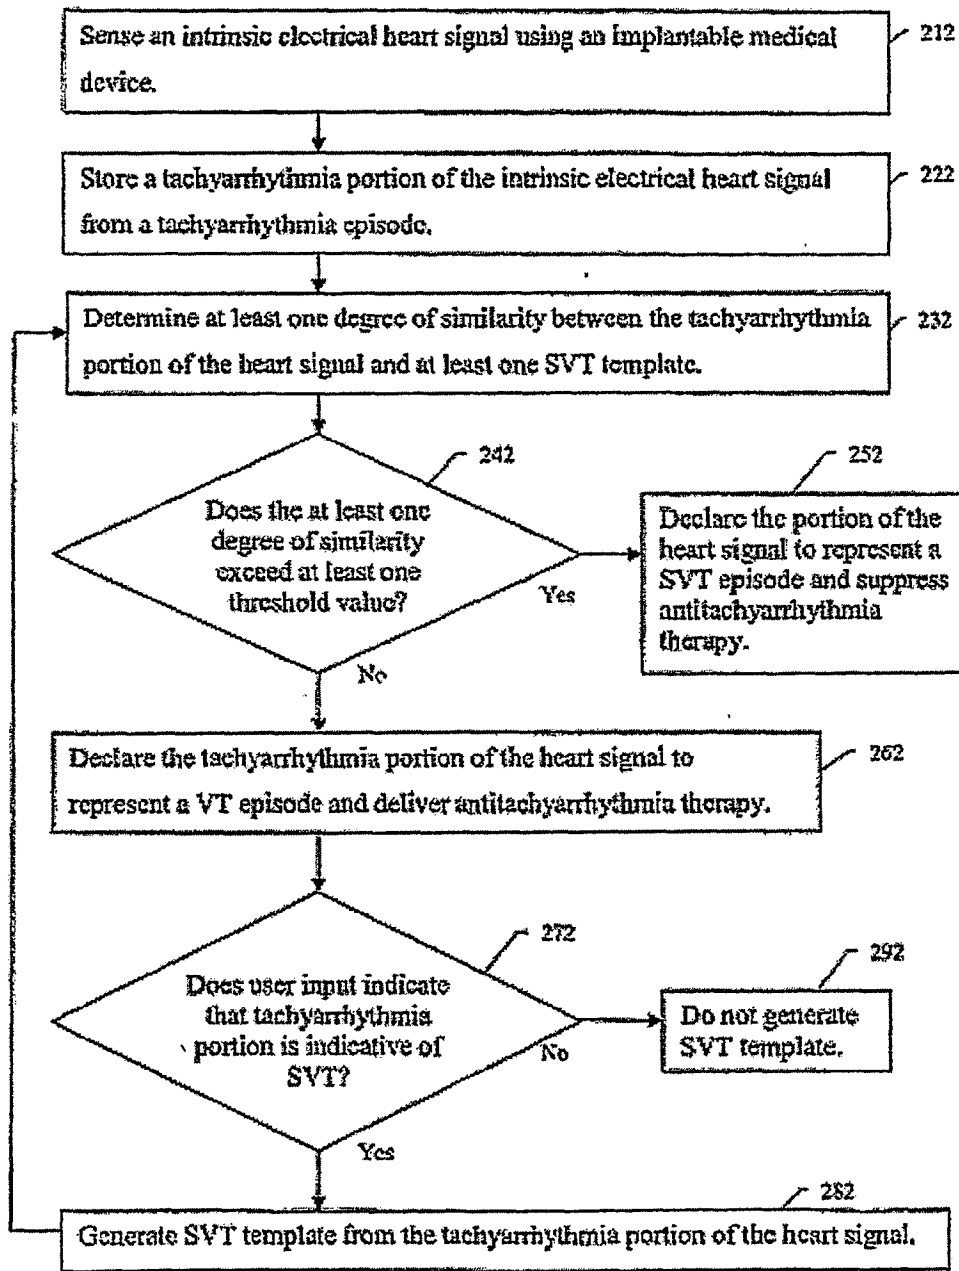 Sense an intrinsic electrical heart signal using an implantable medical
device.
212
Store a tachyarrhythmia portion of the intrinsic electrical heart signal
from a tachyarrhythmia episode.
222
Determine at least one degree of similarity between the tachyarrhythmia
portion of the heart signal and at least one SVT template.
232
242
Does the at least one
degree of similarity
exceed at least one
threshold value?
Yes
No
252
Declare the portion of the
heart signal to represent a
SVT episode and suppress
antitachyarrhythmia
therapy.
Declare the tachyarrhythmia portion of the heart signal to
represent a VT episode and deliver antitachyarrhythmia therapy.
262
272
Does user input indicate
that tachyarrhythmia
portion is indicative of
SVT?
No
Yes
292
Do not generate
SVT template.
282
Generate SVT template from the tachyarrhythmia portion of the heart signal.